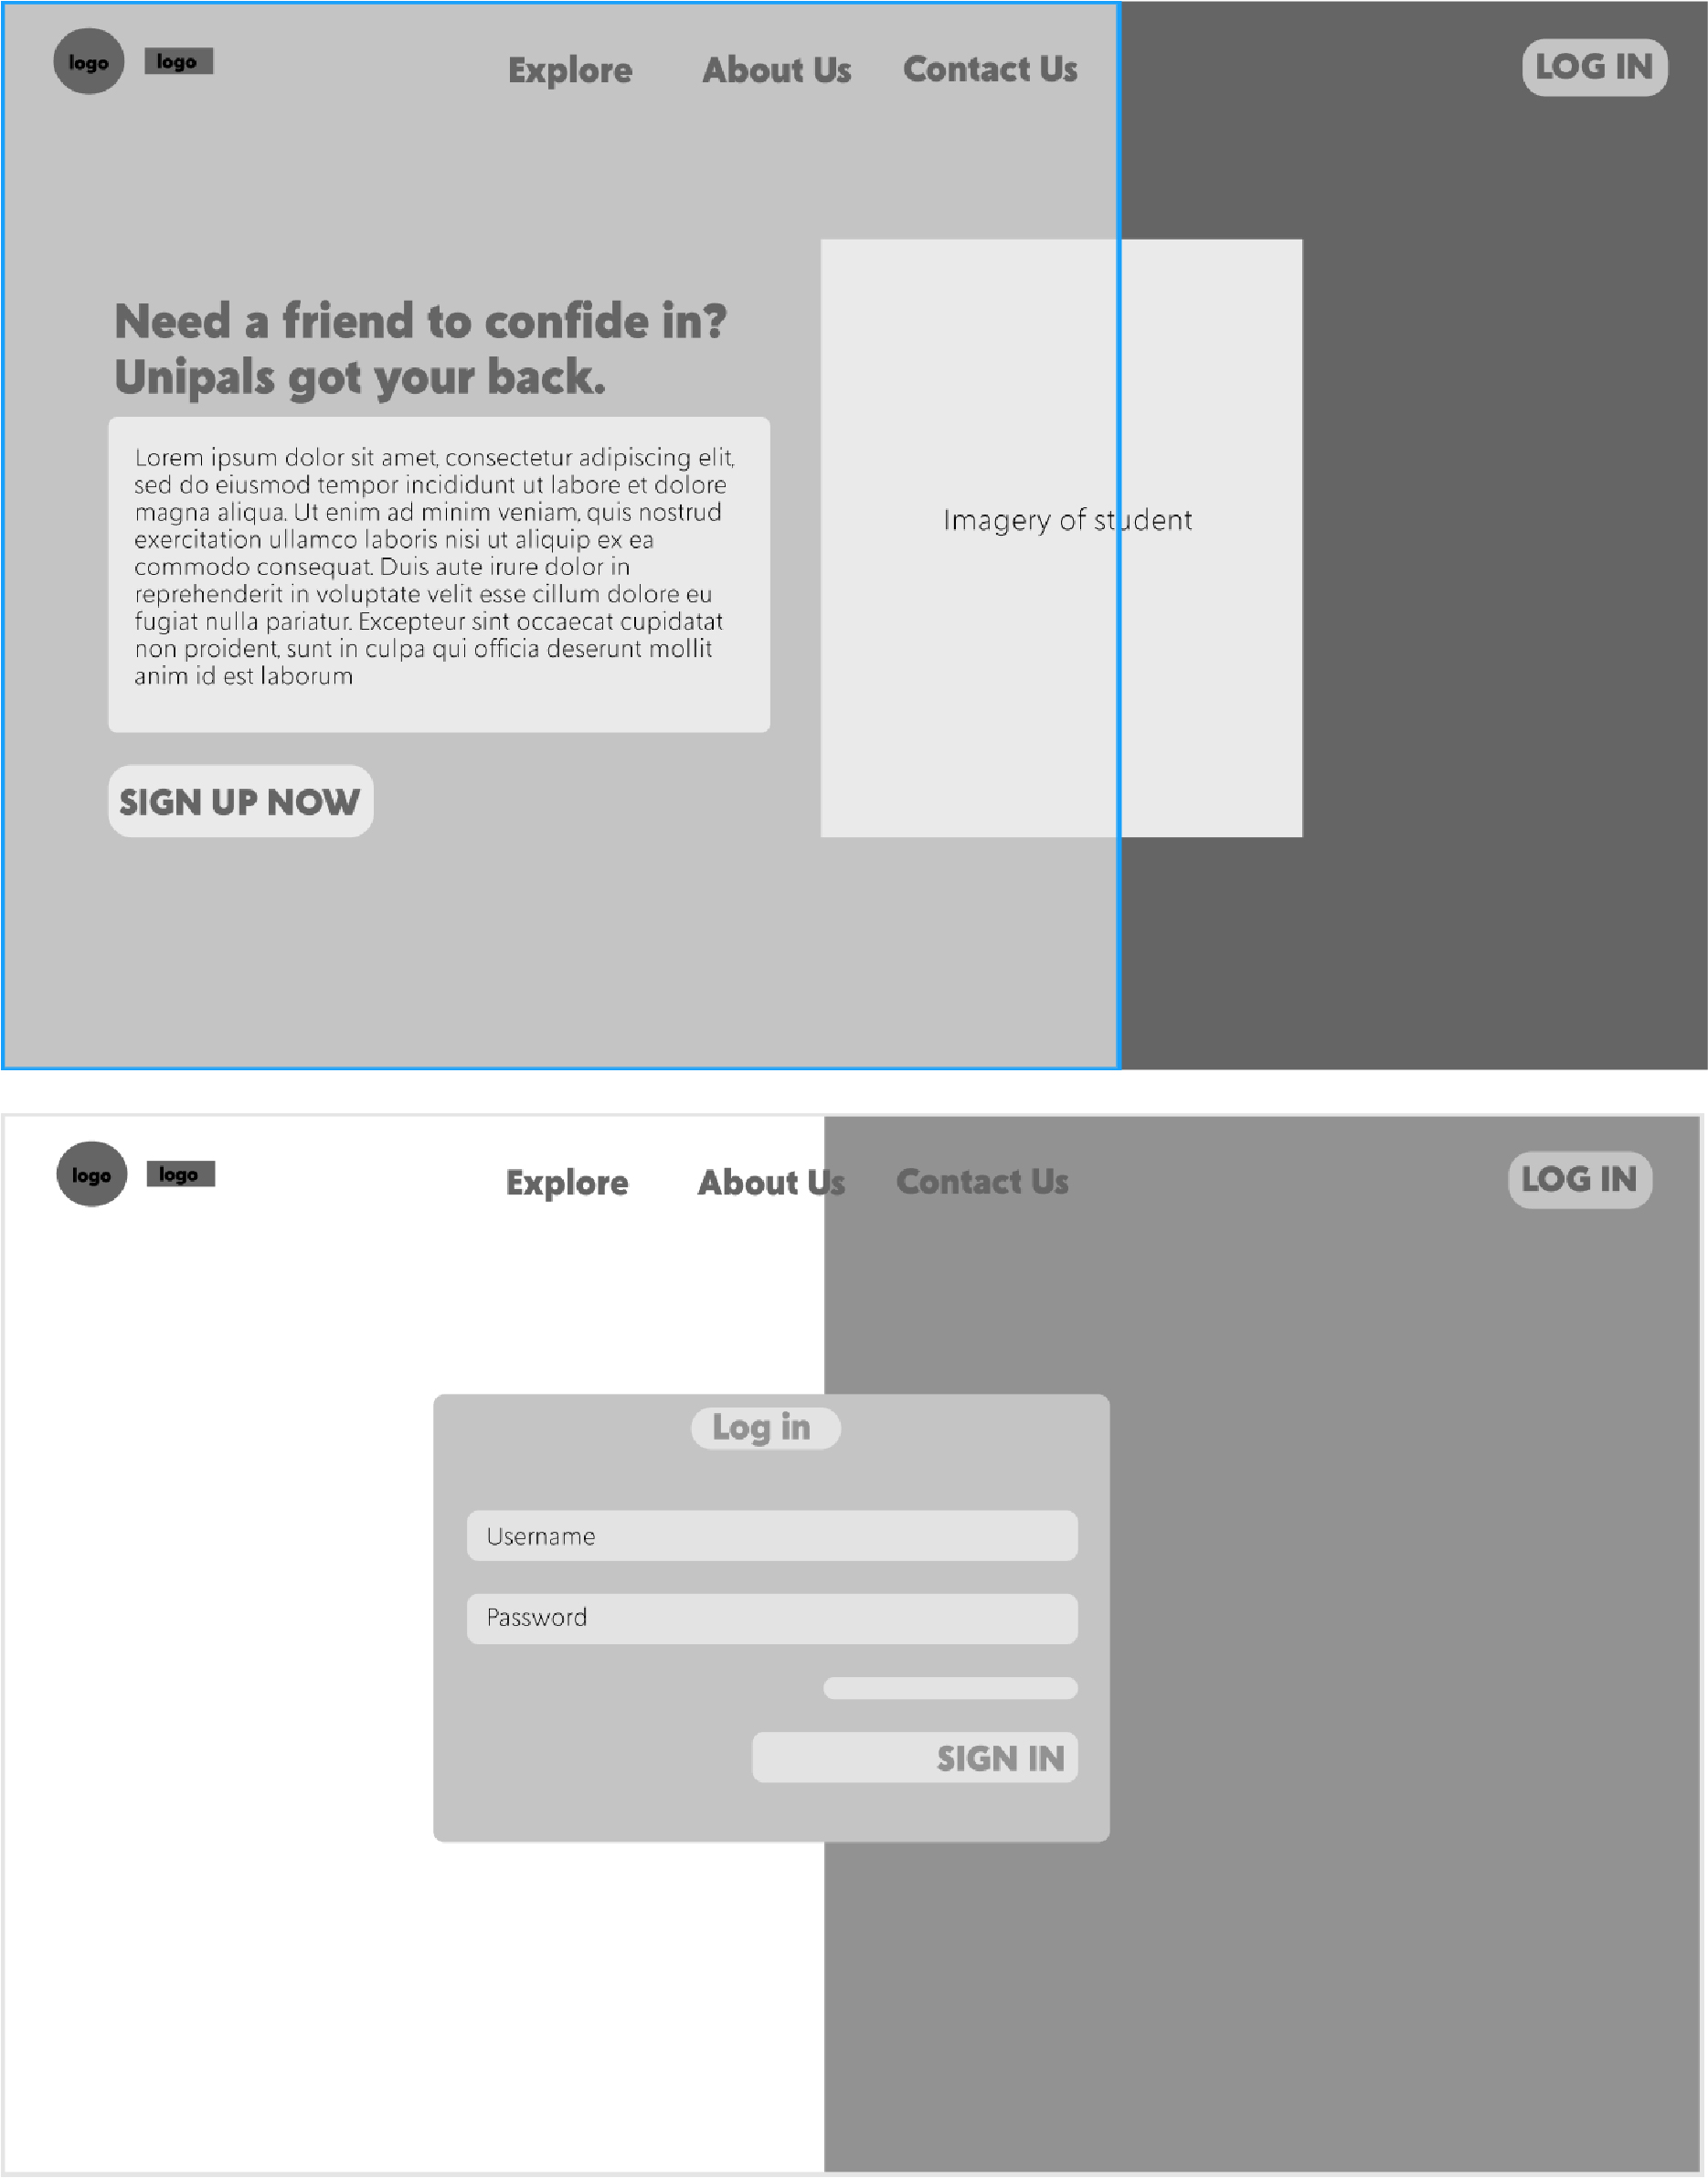 logo logo Explore About Us Contact Us LOG IN
Need a friend to confide in?
Unipals got your back.
Lorem ipsum dolor sit amet, consectetur adipiscing elit,
sed do eiusmod tempor incididunt ut labore et dolore
magna aliqua. Ut enim ad minim veniam, quis nostrud
exercitation ullamco laboris nisi ut aliquip ex ea
commodo consequat. Duis aute irure dolor in
reprehenderit in voluptate velit esse cillum dolore eu
fugiat nulla pariatur. Excepteur sint occaecat cupidatat
non proident, sunt in culpa qui officia deserunt mollit
anim id est laborum
SIGN UP NOW
Imagery of student
logo logo Explore About Us Contact Us LOG IN
Log in
Username
Password
SIGN IN